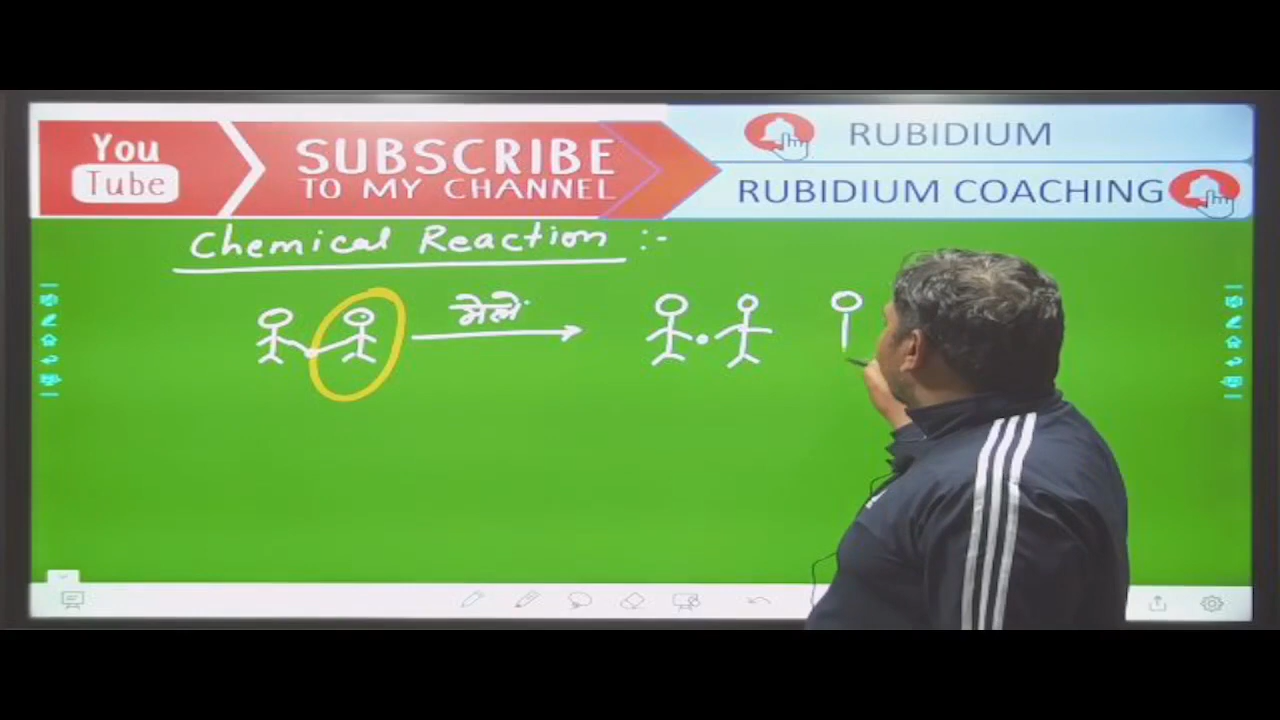 You
Tube
SUBSCRIBE
TO MY CHANNEL
RUBIDIUM
RUBIDIUM COACHING
Chemical Reaction :-
मेले